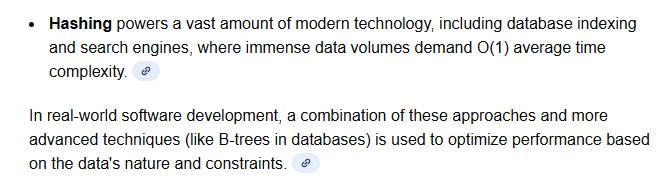 • Hashing powers a vast amount of modern technology, including database indexing
and search engines, where immense data volumes demand O(1) average time
complexity.
In real-world software development, a combination of these approaches and more
advanced techniques (like B-trees in databases) is used to optimize performance based
on the data's nature and constraints.